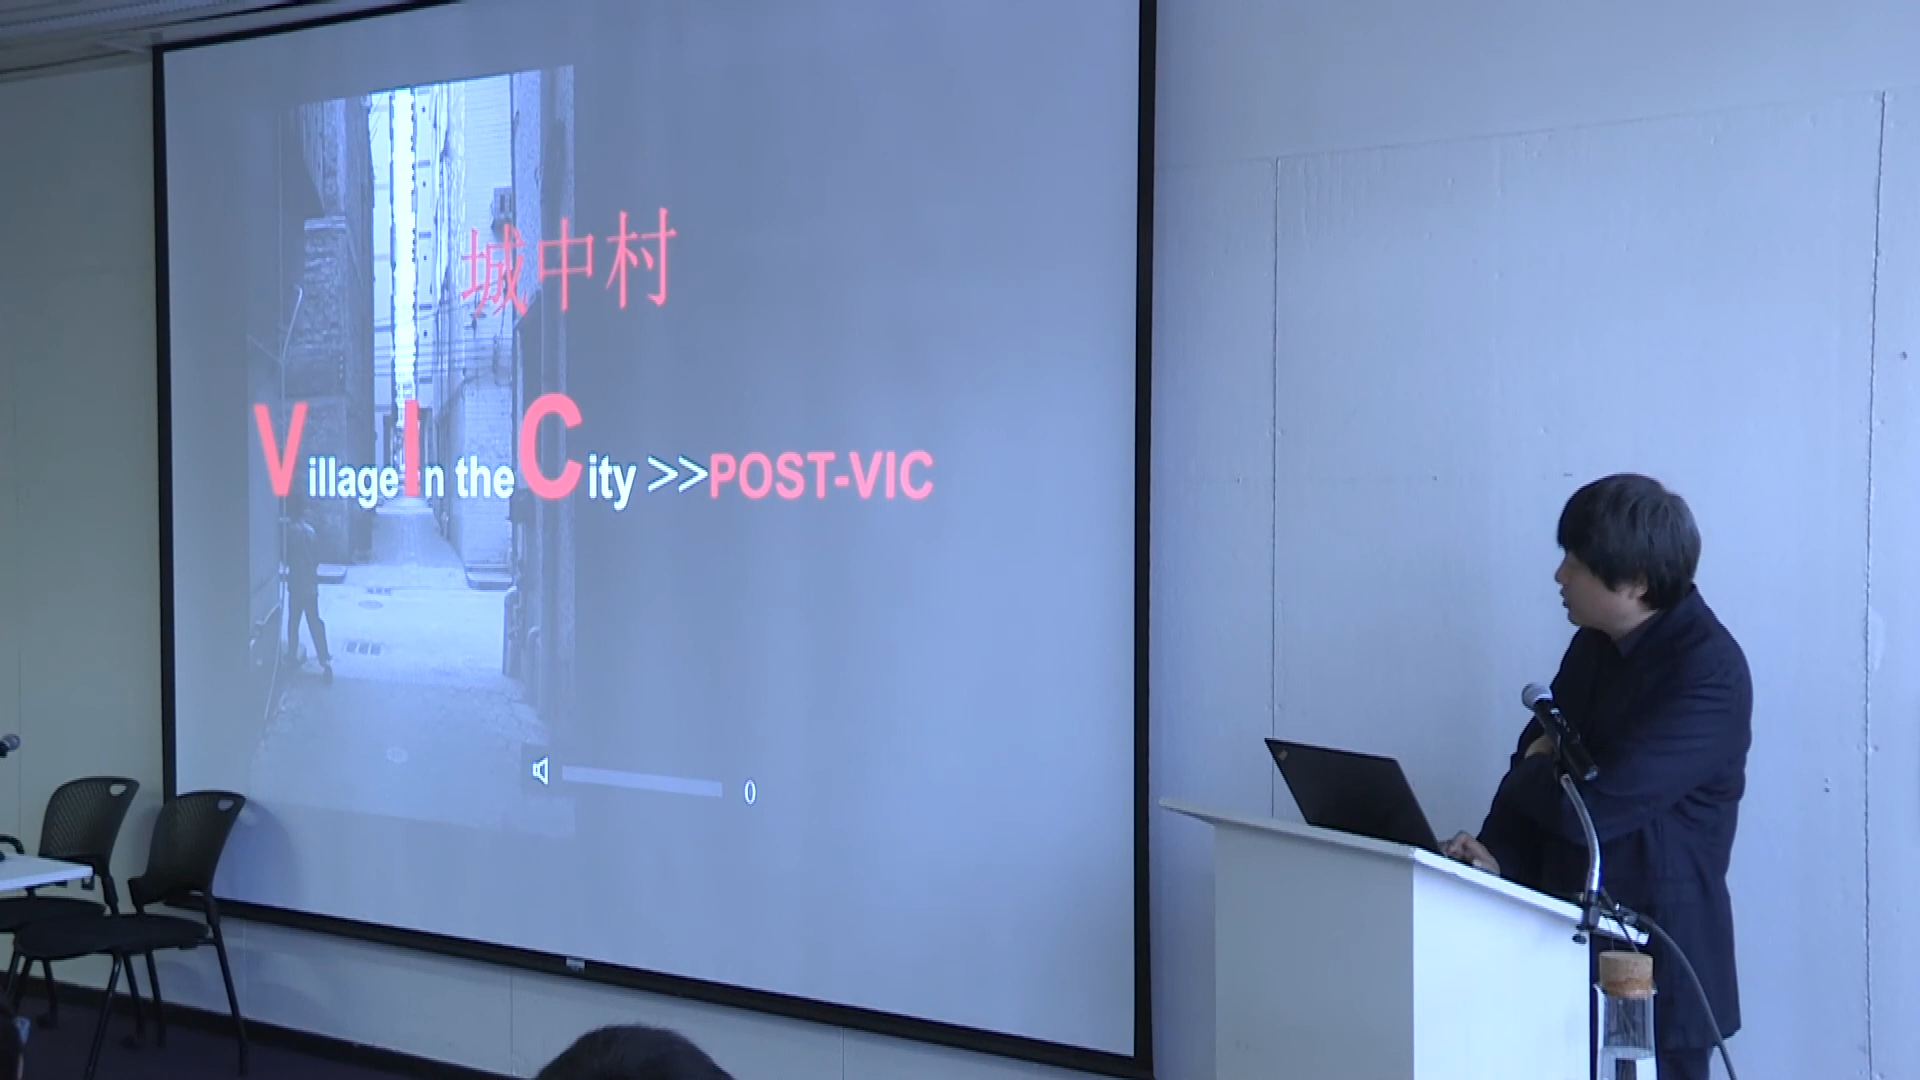 城中村
Village In the City >>POST-VIC
0